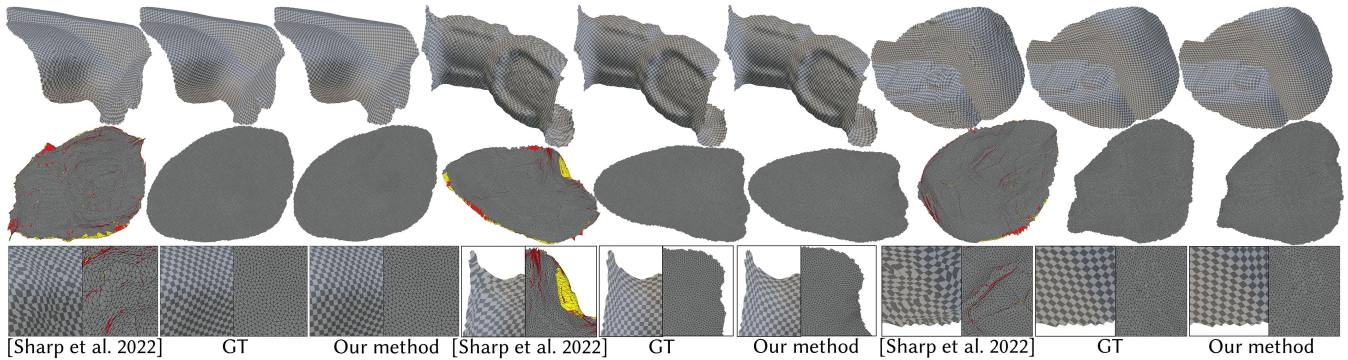 [Sharp et al. 2022] GT Our method [Sharp et al. 2022] GT Our method [Sharp et al. 2022] GT Our method